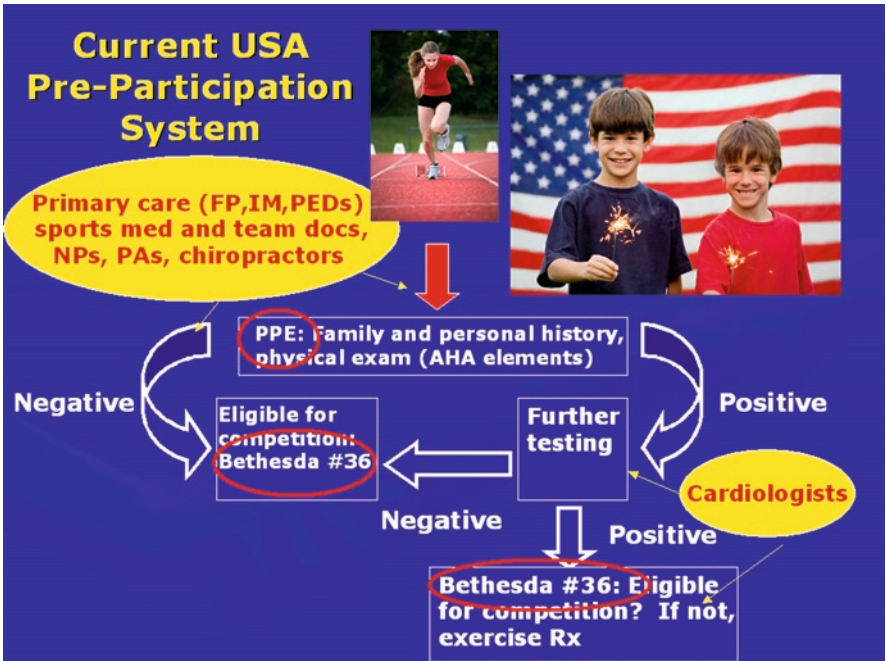 Current USA
Pre-Participation
System
Primary care (FP,IM,PEDs)
sports med and team docs,
NPs, PAs, chiropractors
PPE: Family and personal history,
physical exam (AHA elements)
Negative
Positive
Eligible for
competition:
Bethesda #36
Further
testing
Cardiologists
Negative
Positive
Bethesda #36: Eligible
for competition? If not,
exercise Rx